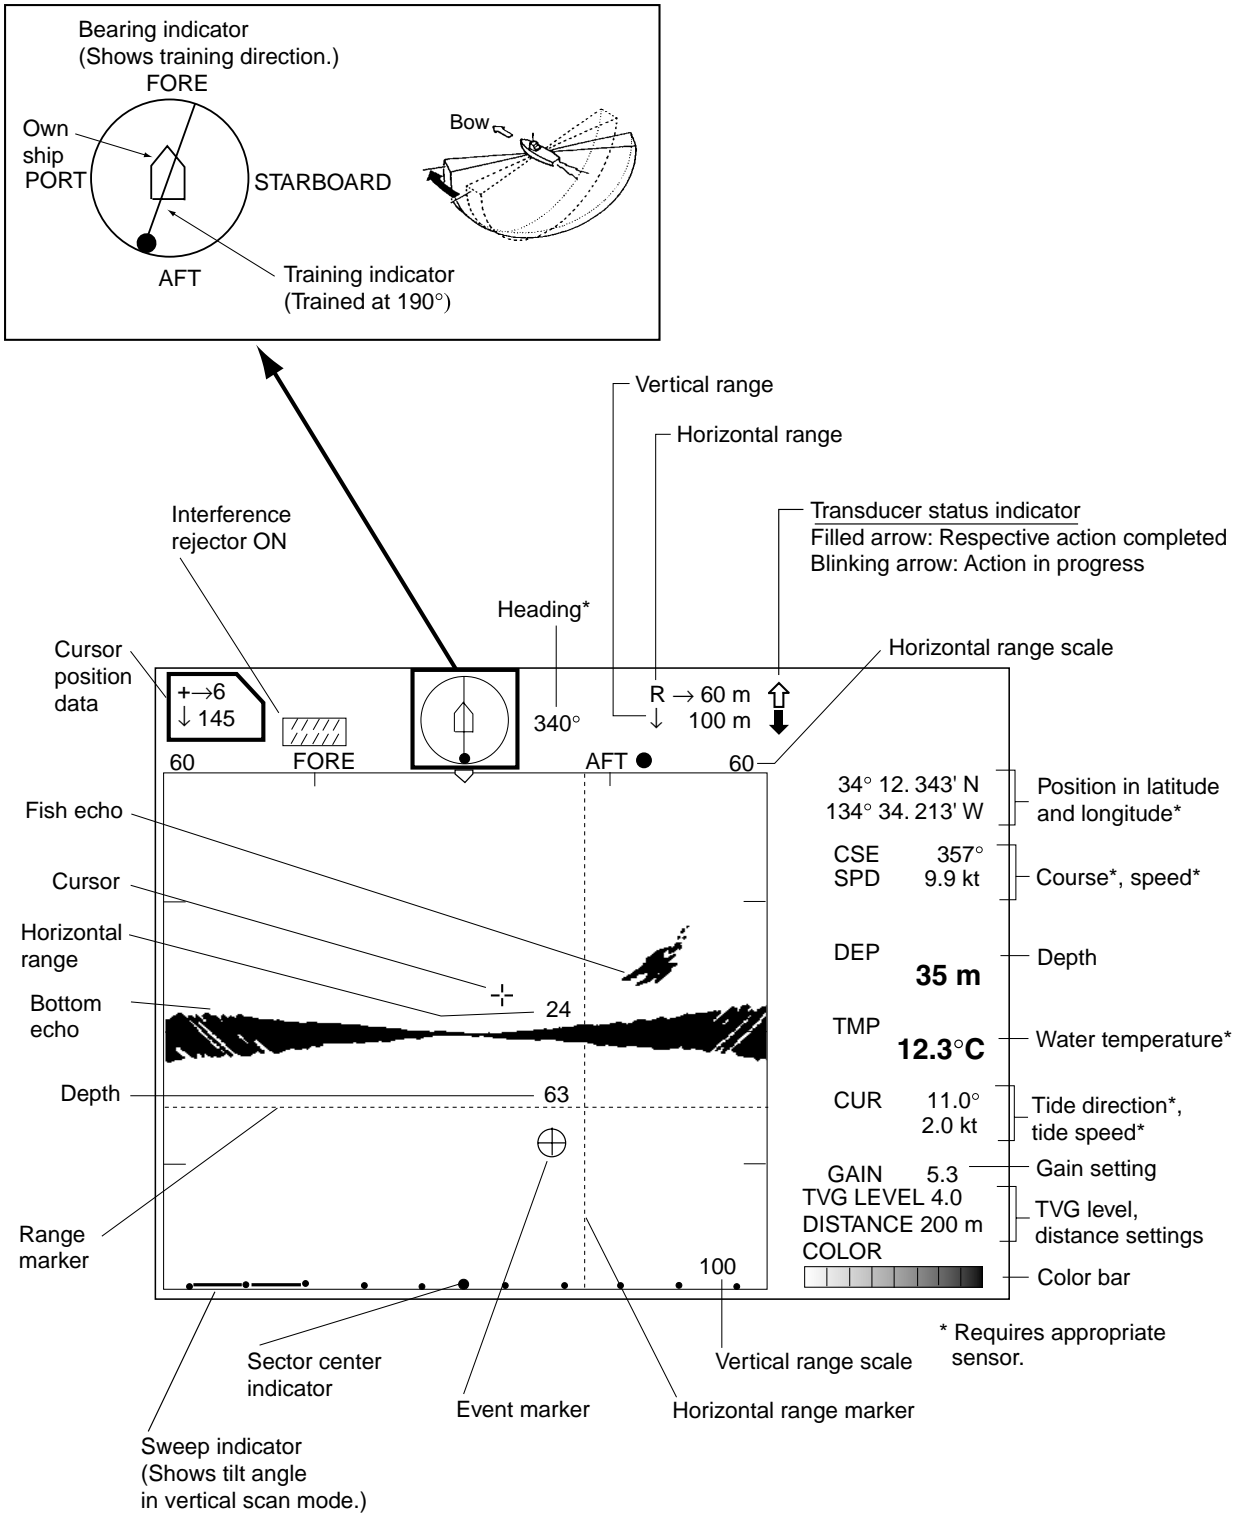 Bearing indicator
(Shows training direction.)
FORE
Own
ship
PORT
STARBOARD
AFT
Training indicator
(Trained at 190°)
Bow
Vertical range
Horizontal range
Transducer status indicator
Filled arrow: Respective action completed
Blinking arrow: Action in progress
Interference
rejector ON
Heading*
Horizontal range scale
Cursor
position
data
+→6
↓ 145
340°
R → 60 m
↓ 100 m
60
FORE
AFT ●
60
34° 12. 343' N
134° 34. 213' W
Position in latitude
and longitude*
Fish echo
CSE 357°
SPD 9.9 kt
Course*, speed*
Cursor
Horizontal
range
DEP
35 m
Depth
Bottom
echo
24
TMP
12.3°C
Water temperature*
Depth
63
CUR 11.0°
2.0 kt
Tide direction*,
tide speed*
GAIN 5.3
Gain setting
TVG LEVEL 4.0
DISTANCE 200 m
TVG level,
distance settings
COLOR
Color bar
Range
marker
100
* Requires appropriate
sensor.
Sector center
indicator
Vertical range scale
Event marker
Horizontal range marker
Sweep indicator
(Shows tilt angle
in vertical scan mode.)